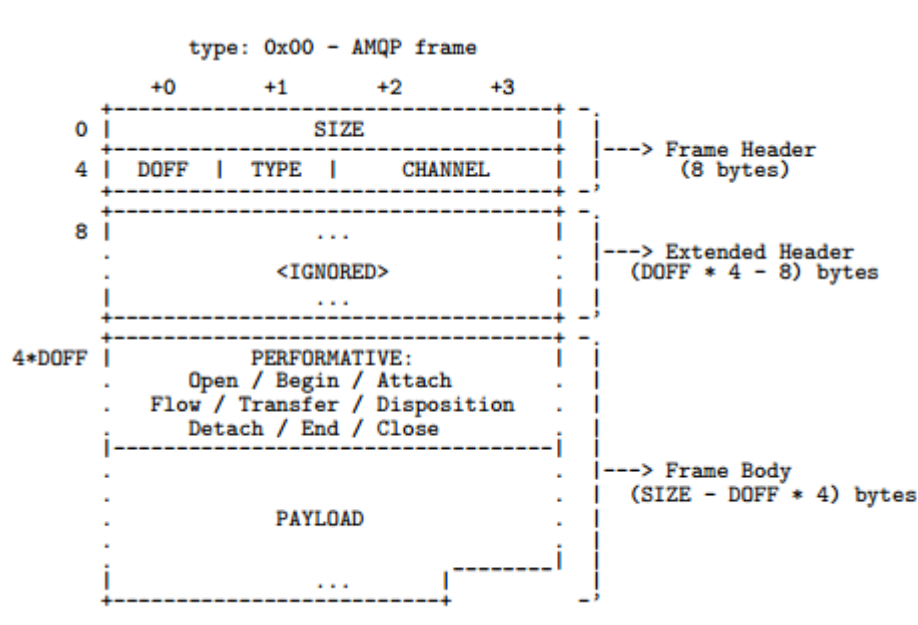 type: 0x00 - AMQP frame
+0 +1 +2 +3
0 SIZE
4 DOFF | TYPE | CHANNEL ---> Frame Header
(8 bytes)
8 ...
<IGNORED> ---> Extended Header
(DOFF * 4 - 8) bytes
...
4*DOFF PERFORMATIVE:
Open / Begin / Attach
Flow / Transfer / Disposition
Detach / End / Close
---> Frame Body
(SIZE - DOFF * 4) bytes
PAYLOAD
...